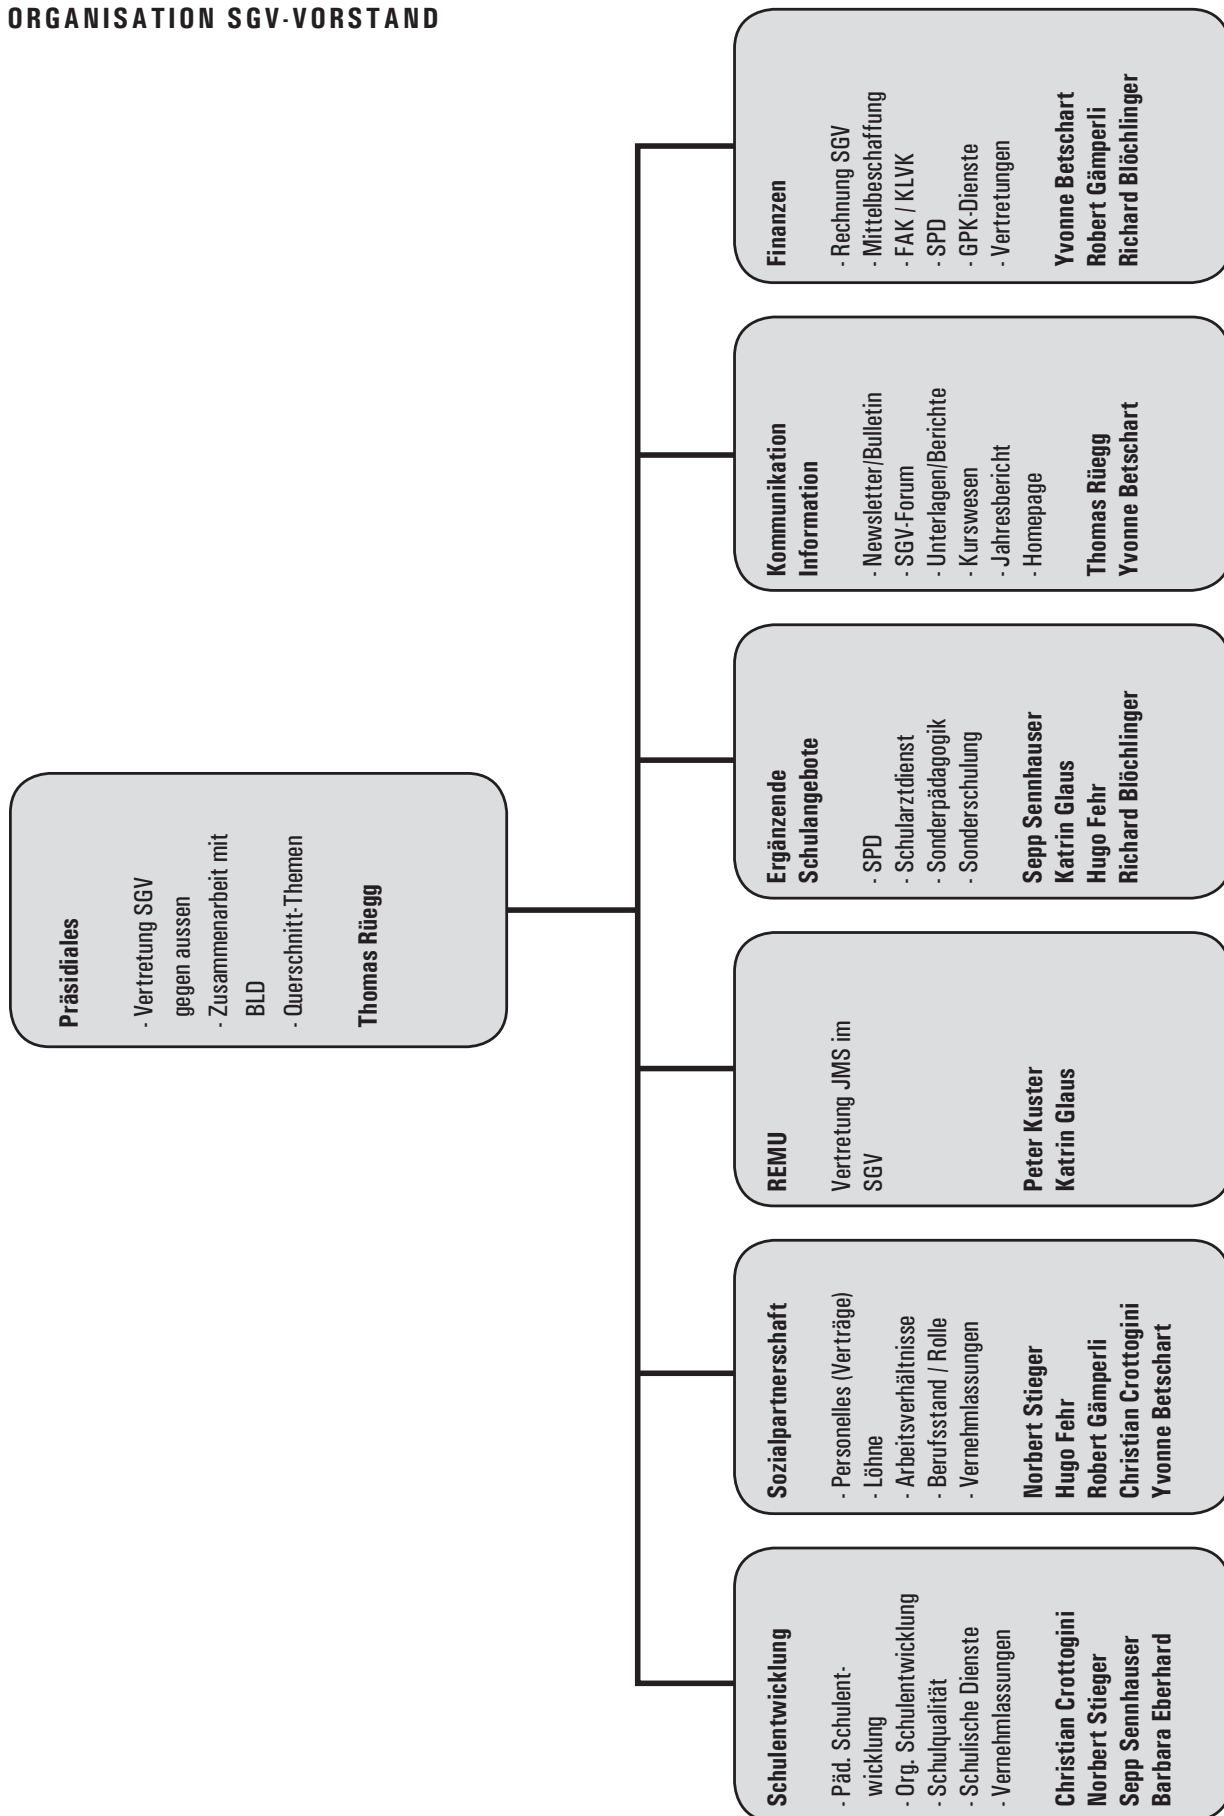 ORGANISATION SGV-VORSTAND
Präsidiales
- Vertretung SGV
gegen aussen
- Zusammenarbeit mit
BLD
- Querschnitt-Themen
Thomas Rüegg
Schulentwicklung
- Päd. Schulent-
wicklung
- Org. Schulentwicklung
- Schulqualität
- Schulische Dienste
- Vernehmlassungen
Christian Crottogini
Norbert Stieger
Sepp Sennhauser
Barbara Eberhard
Sozialpartnerschaft
- Personelles (Verträge)
- Löhne
- Arbeitsverhältnisse
- Berufsstand / Rolle
- Vernehmlassungen
Norbert Stieger
Hugo Fehr
Robert Gämperli
Christian Crottogini
Yvonne Betschart
REMU
Vertretung JMS im
SGV
Peter Kuster
Katrin Glaus
Ergänzende
Schulangebote
- SPD
- Schularztdienst
- Sonderpädagogik
- Sonderschulung
Sepp Sennhauser
Katrin Glaus
Hugo Fehr
Richard Blöchlinger
Kommunikation
Information
- Newsletter/Bulletin
- SGV-Forum
- Unterlagen/Berichte
- Kurswesen
- Jahresbericht
- Homepage
Thomas Rüegg
Yvonne Betschart
Finanzen
- Rechnung SGV
- Mittelbeschaffung
- FAK / KLVK
- SPD
- GPK-Dienste
- Vertretungen
Yvonne Betschart
Robert Gämperli
Richard Blöchlinger